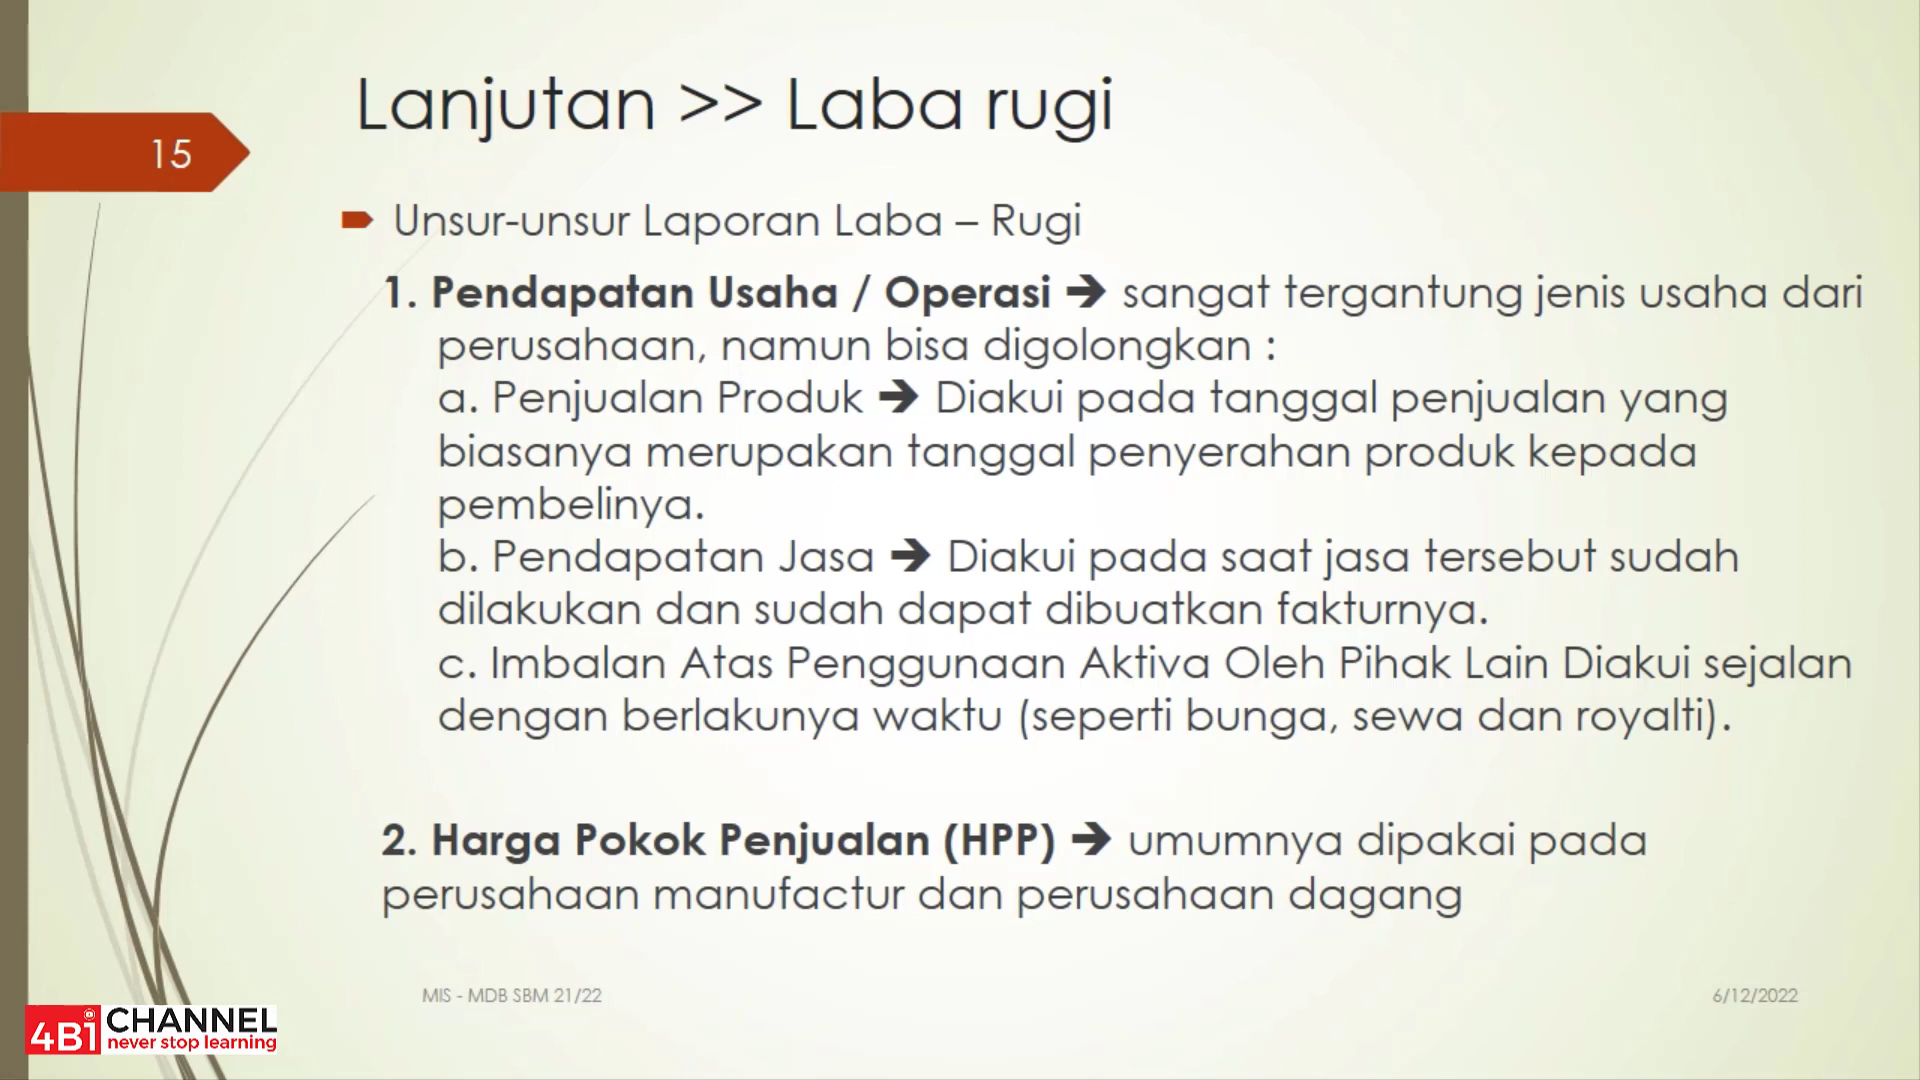 Lanjutan >> Laba rugi
15
Unsur-unsur Laporan Laba – Rugi
1. Pendapatan Usaha / Operasi ➔ sangat tergantung jenis usaha dari
perusahaan, namun bisa digolongkan :
a. Penjualan Produk ➔ Diakui pada tanggal penjualan yang
biasanya merupakan tanggal penyerahan produk kepada
pembelinya.
b. Pendapatan Jasa ➔ Diakui pada saat jasa tersebut sudah
dilakukan dan sudah dapat dibuatkan fakturnya.
c. Imbalan Atas Penggunaan Aktiva Oleh Pihak Lain Diakui sejalan
dengan berlakunya waktu (seperti bunga, sewa dan royalti).
2. Harga Pokok Penjualan (HPP) ➔ umumnya dipakai pada
perusahaan manufactur dan perusahaan dagang
MIS - MDB SBM 21/22
6/12/2022
4Bi CHANNEL
never stop learning